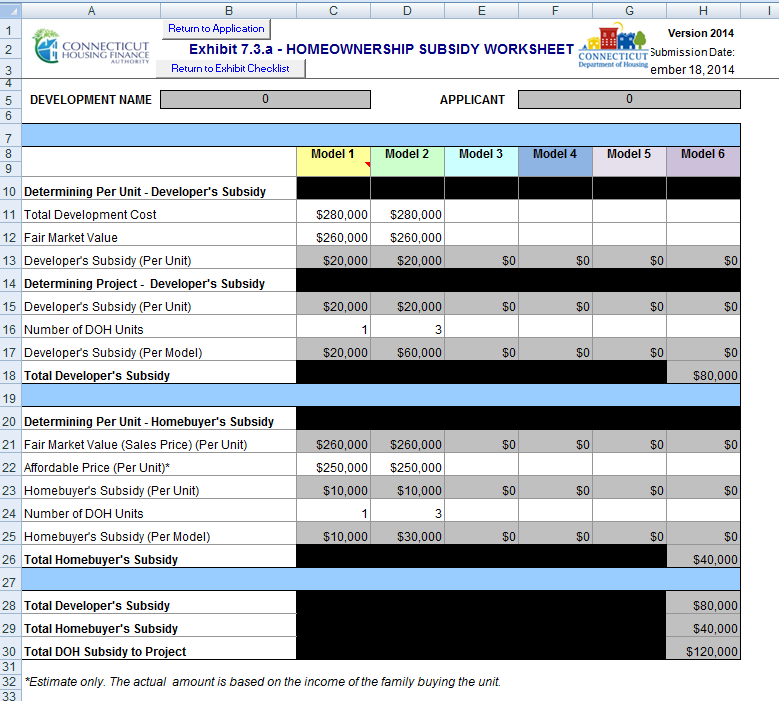 A B C D E F G H I
1 Return to Application Version 2014
2 CONNECTICUT HOUSING FINANCE AUTHORITY Exhibit 7.3.a - HOMEOWNERSHIP SUBSIDY WORKSHEET CONNECTICUT Department of Housing ubmission Date:
3 Return to Exhibit Checklist ember 18, 2014
4
5 DEVELOPMENT NAME 0 APPLICANT 0
6
7
8 Model 1 Model 2 Model 3 Model 4 Model 5 Model 6
9
10 Determining Per Unit - Developer's Subsidy
11 Total Development Cost $280,000 $280,000
12 Fair Market Value $260,000 $260,000
13 Developer's Subsidy (Per Unit) $20,000 $20,000 $0 $0 $0 $0
14 Determining Project - Developer's Subsidy
15 Developer's Subsidy (Per Unit) $20,000 $20,000 $0 $0 $0 $0
16 Number of DOH Units 1 3
17 Developer's Subsidy (Per Model) $20,000 $60,000 $0 $0 $0 $0
18 Total Developer's Subsidy $80,000
19
20 Determining Per Unit - Homebuyer's Subsidy
21 Fair Market Value (Sales Price) (Per Unit) $260,000 $260,000 $0 $0 $0 $0
22 Affordable Price (Per Unit)* $250,000 $250,000
23 Homebuyer's Subsidy (Per Unit) $10,000 $10,000 $0 $0 $0 $0
24 Number of DOH Units 1 3
25 Homebuyer's Subsidy (Per Model) $10,000 $30,000 $0 $0 $0 $0
26 Total Homebuyer's Subsidy $40,000
27
28 Total Developer's Subsidy $80,000
29 Total Homebuyer's Subsidy $40,000
30 Total DOH Subsidy to Project $120,000
31
32 *Estimate only. The actual amount is based on the income of the family buying the unit.
33